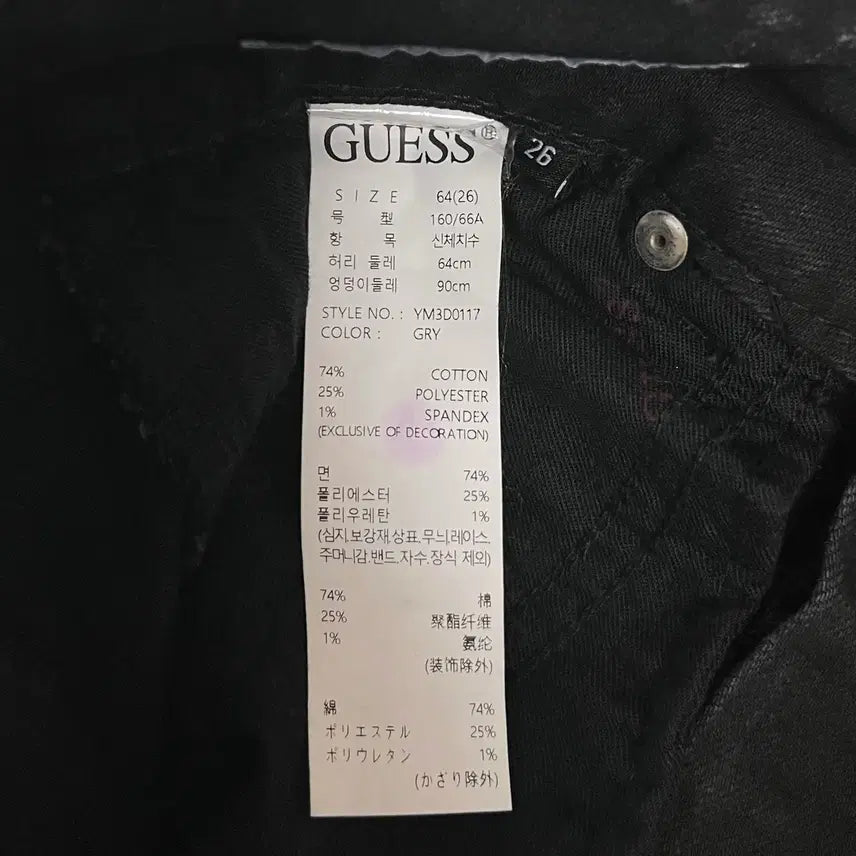 GUESS®
26
SIZE 64(26)
号型 160/66A
항목 신체치수
허리 둘레 64cm
엉덩이둘레 90cm
STYLE NO. : YM3D0117
COLOR : GRY
74% COTTON
25% POLYESTER
1% SPANDEX
(EXCLUSIVE OF DECORATION)
면 74%
폴리에스터 25%
폴리우레탄 1%
(심지.보강재.상표.무늬.레이스.
주머니감.밴드.자수.장식 제외)
74% 棉
25% 聚酯纤维
1% 氨纶
(装饰除外)
綿 74%
ポリエステル 25%
ポリウレタン 1%
(かざり除外)